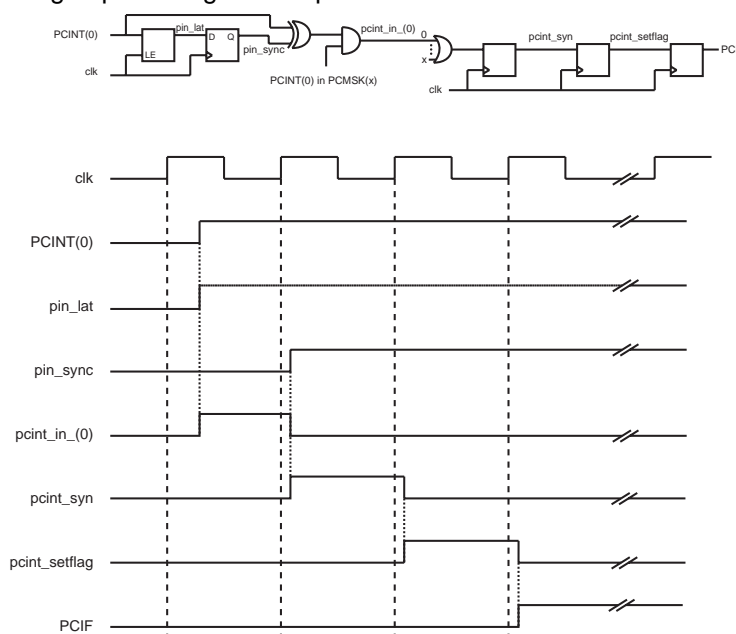 PCINT(0)
pin_lat
D Q
LE
pin_sync
clk
PCINT(0) in PCMSK(x)
pcint_in_(0)
0
x
clk
pcint_syn
pcint_setflag
PC
clk
PCINT(0)
pin_lat
pin_sync
pcint_in_(0)
pcint_syn
pcint_setflag
PCIF